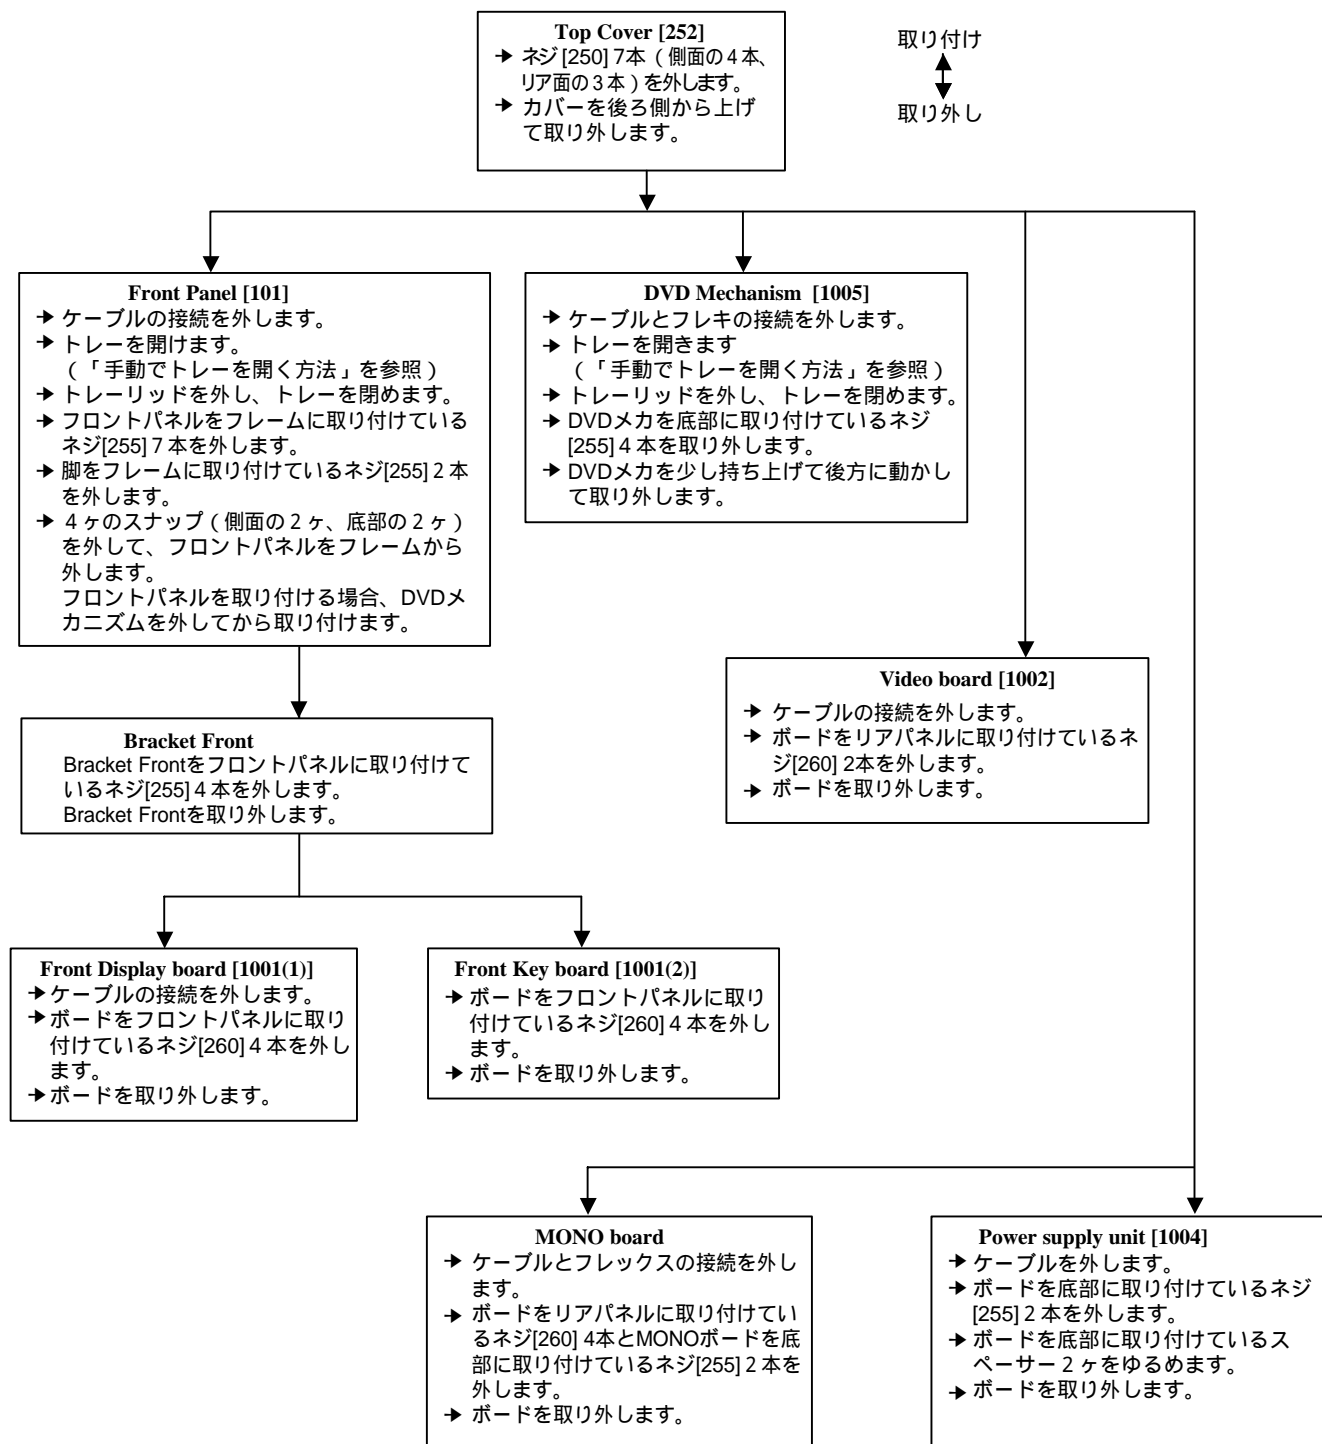 Top Cover [252]
ネジ [250] 7本（側面の4本、
リア面の3本）を外します。
カバーを後ろ側から上げ
て取り外します。
取り付け
取り外し
Front Panel [101]
ケーブルの接続を外します。
トレーを開けます。
（「手動でトレーを開く方法」を参照）
トレーリッドを外し、トレーを閉めます。
フロントパネルをフレームに取り付けている
ネジ[255] 7本を外します。
脚をフレームに取り付けているネジ[255] 2本
を外します。
4ヶのスナップ（側面の2ヶ、底部の2ヶ）
を外して、フロントパネルをフレームから
外します。
フロントパネルを取り付ける場合、DVDメ
カニズムを外してから取り付けます。
DVD Mechanism [1005]
ケーブルとフレキの接続を外します。
トレーを開きます
（「手動でトレーを開く方法」を参照）
トレーリッドを外し、トレーを閉めます。
DVDメカを底部に取り付けているネジ
[255] 4本を取り外します。
DVDメカを少し持ち上げて後方に動かし
て取り外します。
Video board [1002]
ケーブルの接続を外します。
ボードをリアパネルに取り付けているネ
ジ[260] 2本を外します。
ボードを取り外します。
Bracket Front
Bracket Frontをフロントパネルに取り付けて
いるネジ[255] 4本を外します。
Bracket Frontを取り外します。
Front Display board [1001(1)]
ケーブルの接続を外します。
ボードをフロントパネルに取り
付けているネジ[260] 4本を外し
ます。
ボードを取り外します。
Front Key board [1001(2)]
ボードをフロントパネルに取り
付けているネジ[260] 4本を外し
ます。
ボードを取り外します。
MONO board
ケーブルとフレックスの接続を外し
ます。
ボードをリアパネルに取り付けてい
るネジ[260] 4本とMONOボードを底
部に取り付けているネジ[255] 2本を
外します。
ボードを取り外します。
Power supply unit [1004]
ケーブルを外します。
ボードを底部に取り付けているネジ
[255] 2本を外します。
ボードを底部に取り付けているス
ペーサー2ヶをゆるめます。
ボードを取り外します。